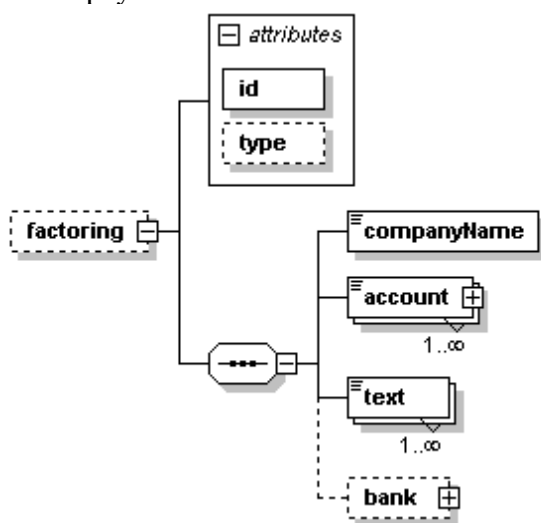 attributes
id
type
factoring
companyName
account
1..∞
text
1..∞
bank